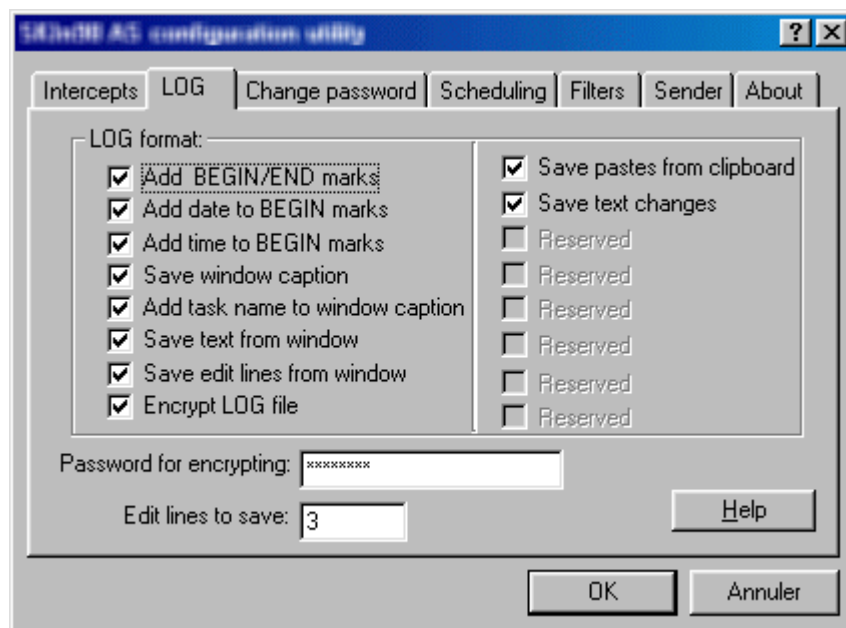 AS configuration utility
Intercepts
LOG
Change password
Scheduling
Filters
Sender
About
LOG format:
Add BEGIN/END marks
Add date to BEGIN marks
Add time to BEGIN marks
Save window caption
Add task name to window caption
Save text from window
Save edit lines from window
Encrypt LOG file
Save pastes from clipboard
Save text changes
Reserved
Reserved
Reserved
Reserved
Reserved
Reserved
Password for encrypting: ********
Edit lines to save: 3
Help
OK
Annuler